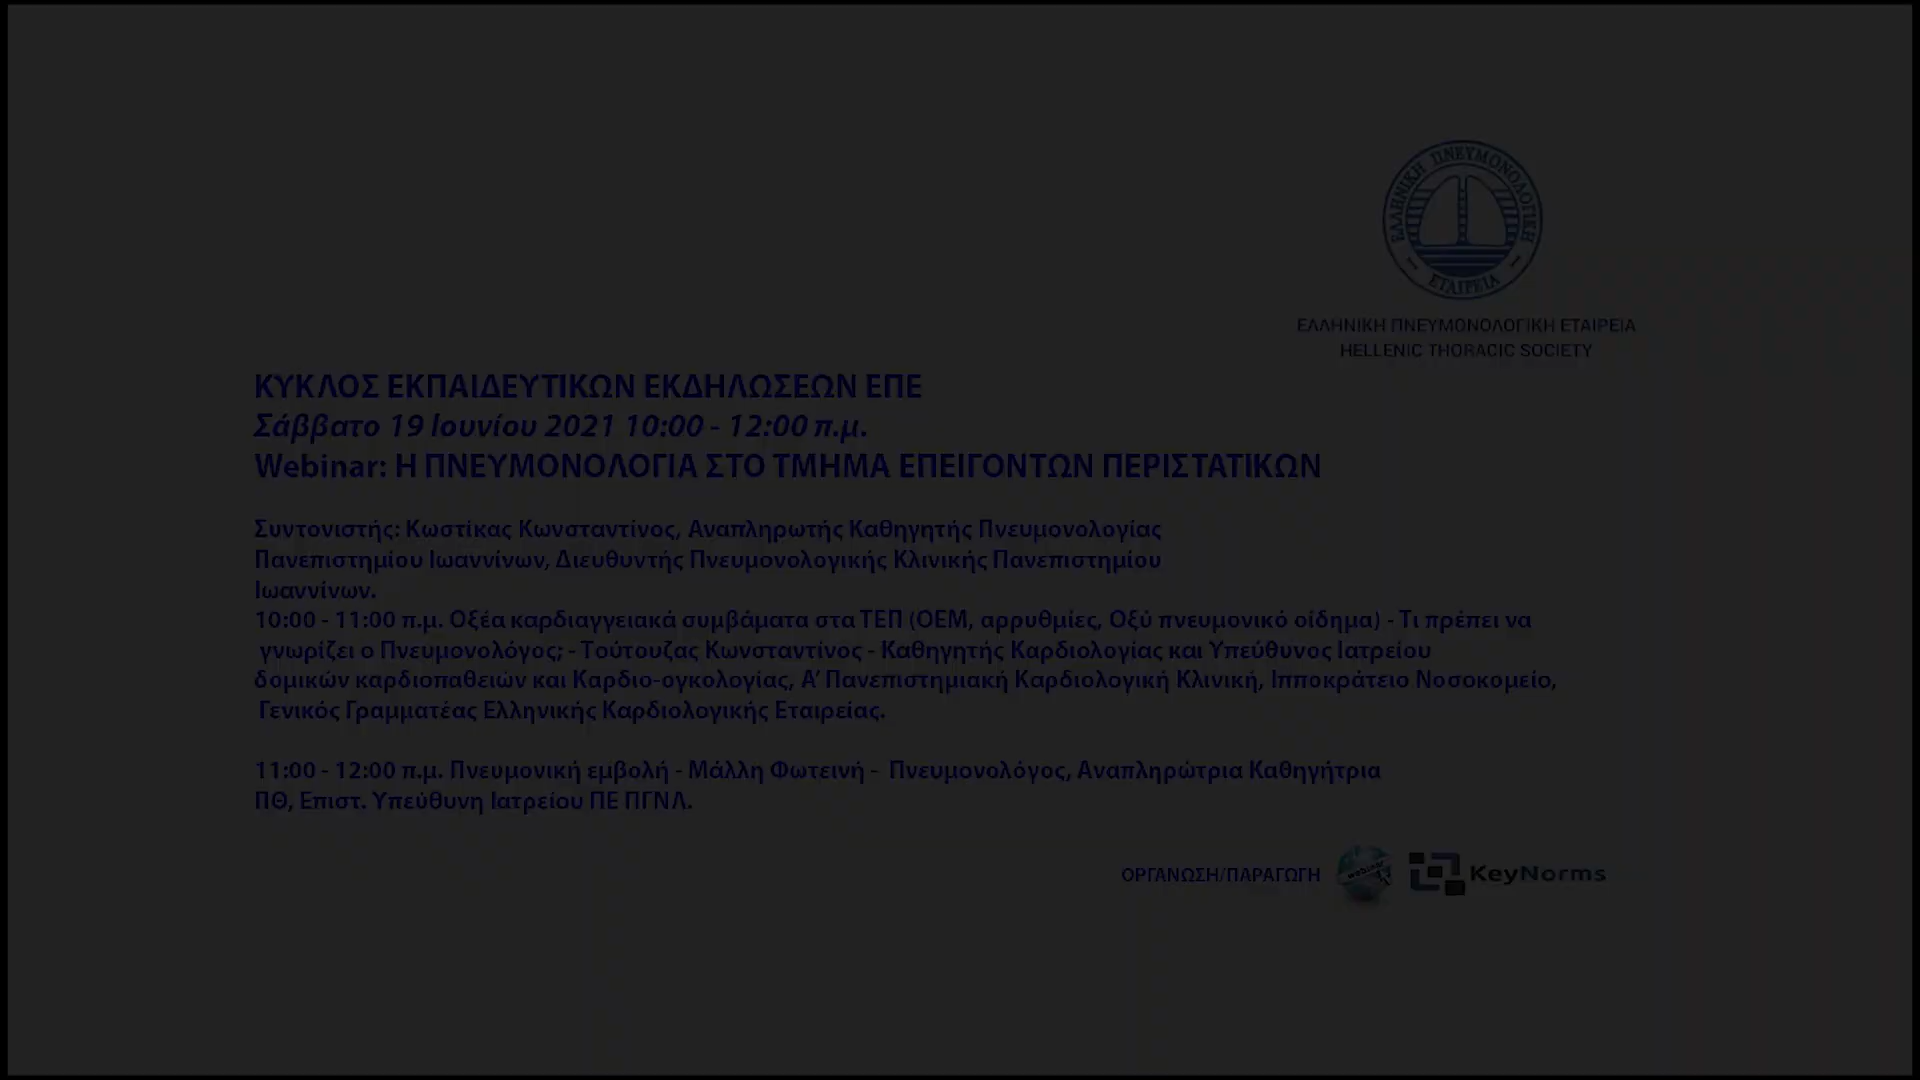 ΕΛΛΗΝΙΚΗ ΠΝΕΥΜΟΝΟΛΟΓΙΚΗ ΕΤΑΙΡΕΙΑ
ΕΛΛΗΝΙΚΗ ΠΝΕΥΜΟΝΟΛΟΓΙΚΗ ΕΤΑΙΡΕΙΑ
HELLENIC THORACIC SOCIETY
ΚΥΚΛΟΣ ΕΚΠΑΙΔΕΥΤΙΚΩΝ ΕΚΔΗΛΩΣΕΩΝ ΕΠΕ
Σάββατο 19 Ιουνίου 2021 10:00 - 12:00 π.μ.
Webinar: Η ΠΝΕΥΜΟΝΟΛΟΓΙΑ ΣΤΟ ΤΜΗΜΑ ΕΠΕΙΓΟΝΤΩΝ ΠΕΡΙΣΤΑΤΙΚΩΝ
Συντονιστής: Κωστίκας Κωνσταντίνος, Αναπληρωτής Καθηγητής Πνευμονολογίας
Πανεπιστημίου Ιωαννίνων, Διευθυντής Πνευμονολογικής Κλινικής Πανεπιστημίου
Ιωαννίνων.
10:00 - 11:00 π.μ. Οξέα καρδιαγγειακά συμβάματα στα ΤΕΠ (ΟΕΜ, αρρυθμίες, Οξύ πνευμονικό οίδημα) - Τι πρέπει να
γνωρίζει ο Πνευμονολόγος; - Τούτουζας Κωνσταντίνος - Καθηγητής Καρδιολογίας και Υπεύθυνος Ιατρείου
δομικών καρδιοπαθειών και Καρδιο-ογκολογίας, Α’ Πανεπιστημιακή Καρδιολογική Κλινική, Ιπποκράτειο Νοσοκομείο,
Γενικός Γραμματέας Ελληνικής Καρδιολογικής Εταιρείας.
11:00 - 12:00 π.μ. Πνευμονική εμβολή - Μάλλη Φωτεινή - Πνευμονολόγος, Αναπληρώτρια Καθηγήτρια
ΠΘ, Επιστ. Υπεύθυνη Ιατρείου ΠΕ ΠΓΝΛ.
ΟΡΓΑΝΩΣΗ/ΠΑΡΑΓΩΓΗ webinar KeyNorms